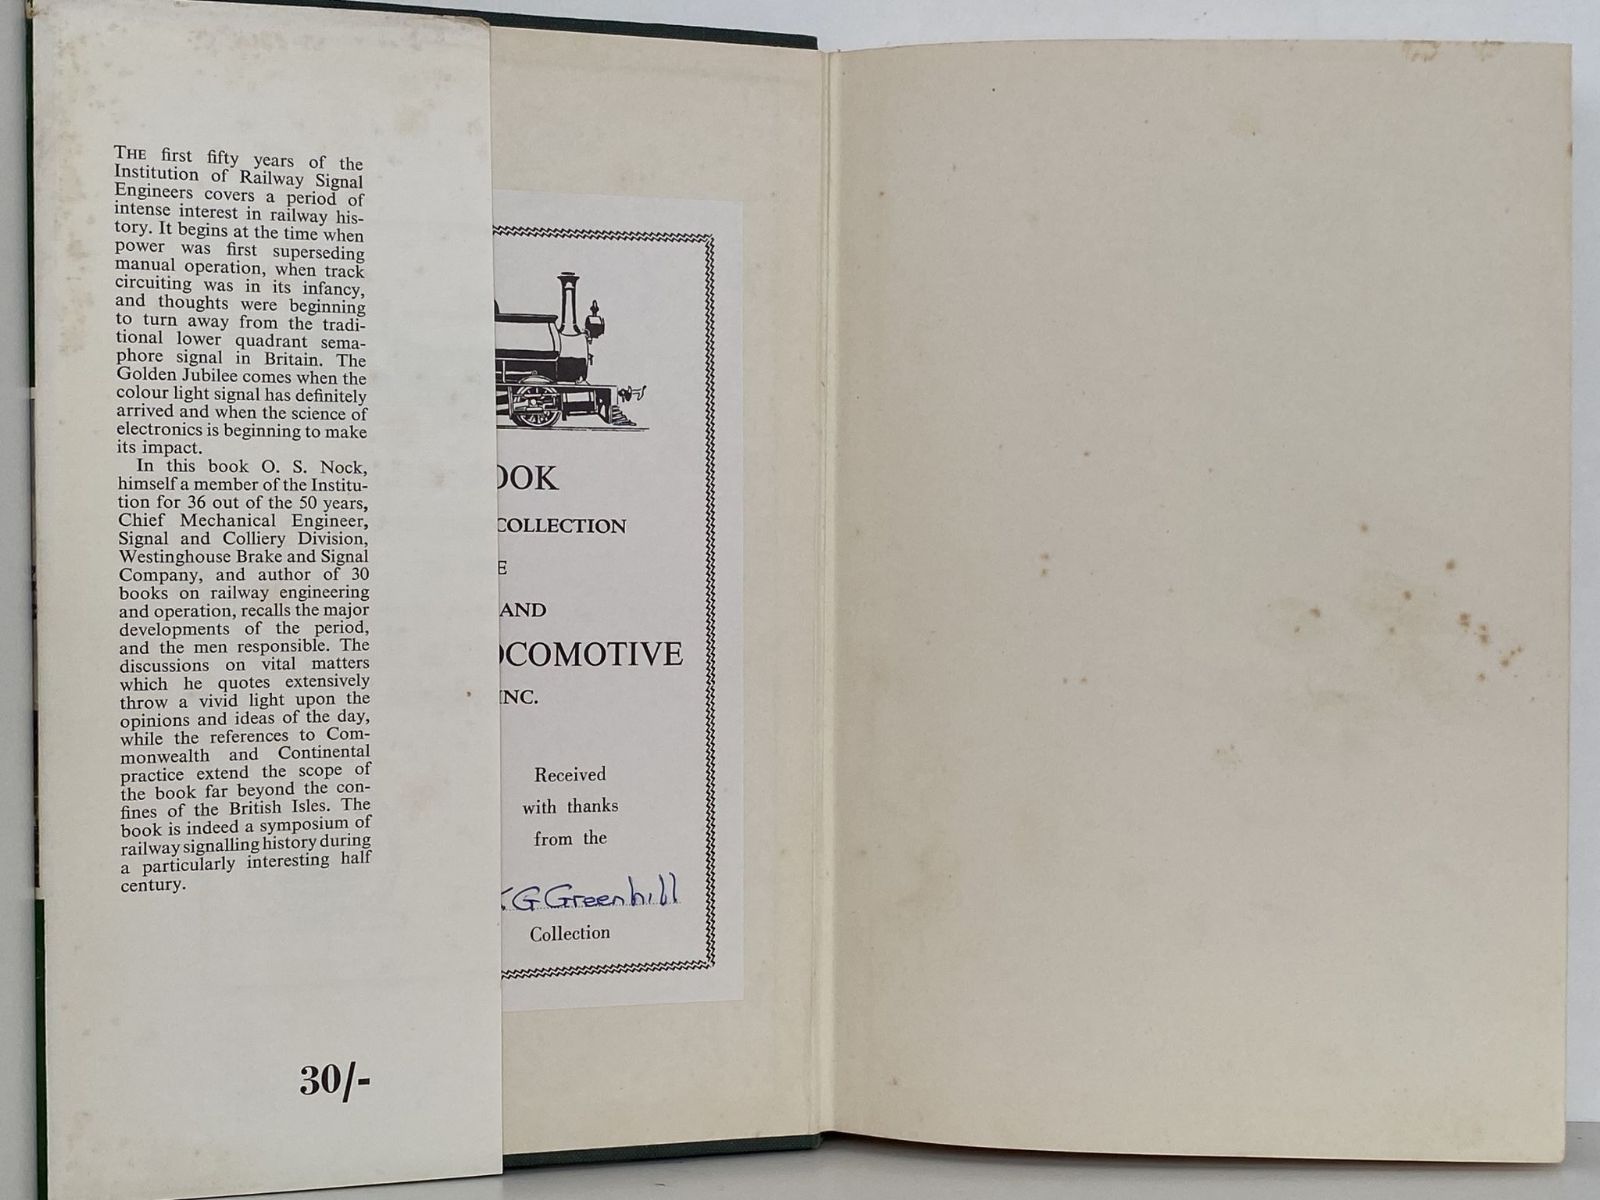 THE first fifty years of the
Institution of Railway Signal
Engineers covers a period of
intense interest in railway his-
tory. It begins at the time when
power was first superseding
manual operation, when track
circuiting was in its infancy,
and thoughts were beginning
to turn away from the tradi-
tional lower quadrant sema-
phore signal in Britain. The
Golden Jubilee comes when the
colour light signal has definitely
arrived and when the science of
electronics is beginning to make
its impact.
In this book O. S. Nock,
himself a member of the Institu-
tion for 36 out of the 50 years,
Chief Mechanical Engineer,
Signal and Colliery Division,
Westinghouse Brake and Signal
Company, and author of 30
books on railway engineering
and operation, recalls the major
developments of the period,
and the men responsible. The
discussions on vital matters
which he quotes extensively
throw a vivid light upon the
opinions and ideas of the day,
while the references to Com-
monwealth and Continental
practice extend the scope of
the book far beyond the con-
fines of the British Isles. The
book is indeed a symposium of
railway signalling history during
a particularly interesting half
century.
30/-
OOK
COLLECTION
E
AND
OCOMOTIVE
INC.
Received
with thanks
from the
G Greenhill
Collection